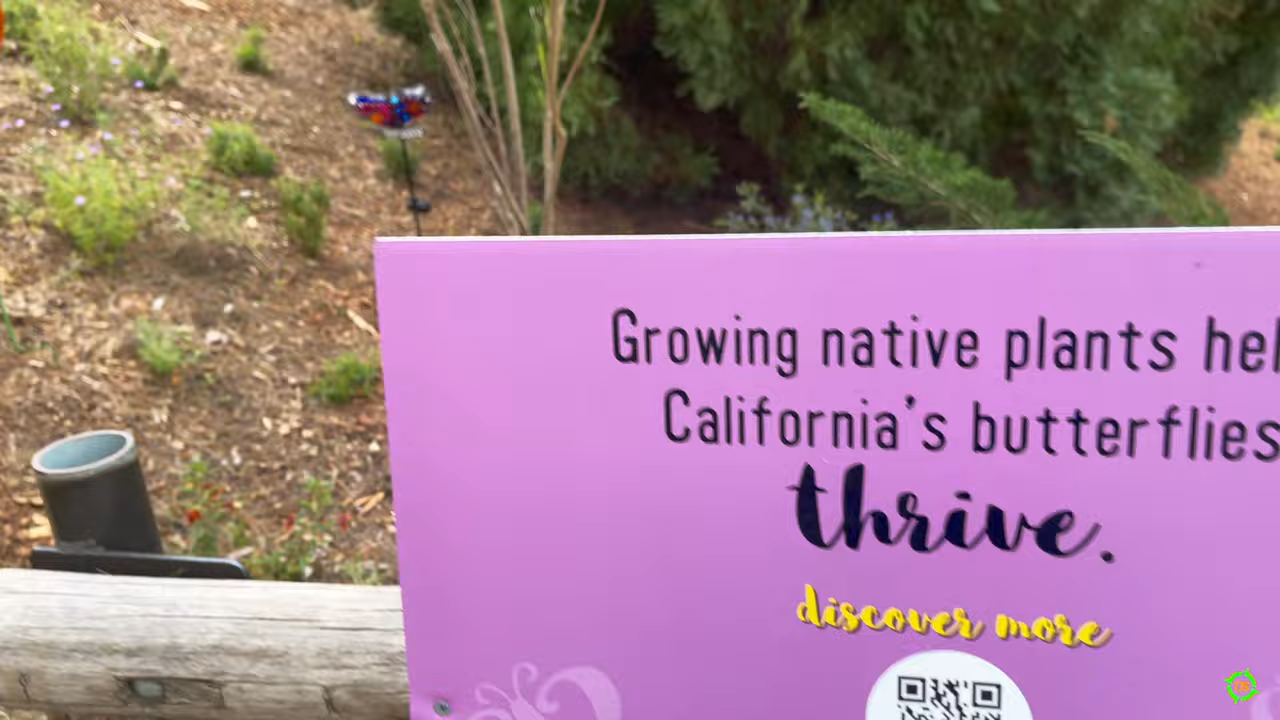 Growing native plants hel
California's butterflies
thrive.
discover more